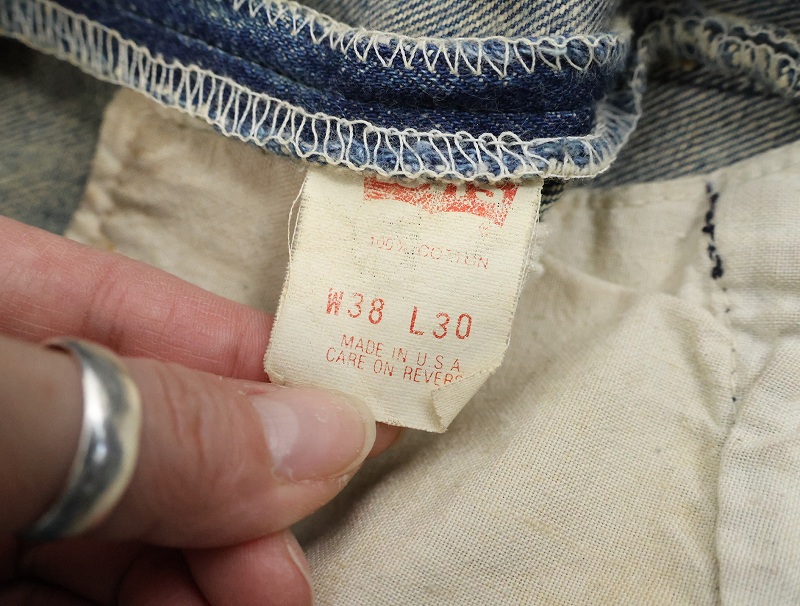 100% COTTON
W38 L30
MADE IN U S A
CARE ON REVERS